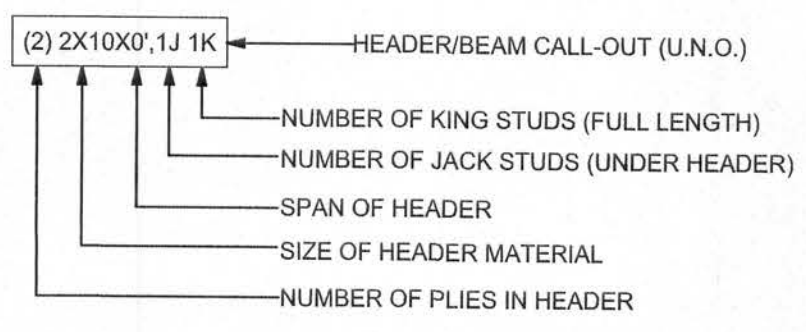 (2) 2X10X0',1J 1K
HEADER/BEAM CALL-OUT (U.N.O.)
NUMBER OF KING STUDS (FULL LENGTH)
NUMBER OF JACK STUDS (UNDER HEADER)
SPAN OF HEADER
SIZE OF HEADER MATERIAL
NUMBER OF PLIES IN HEADER